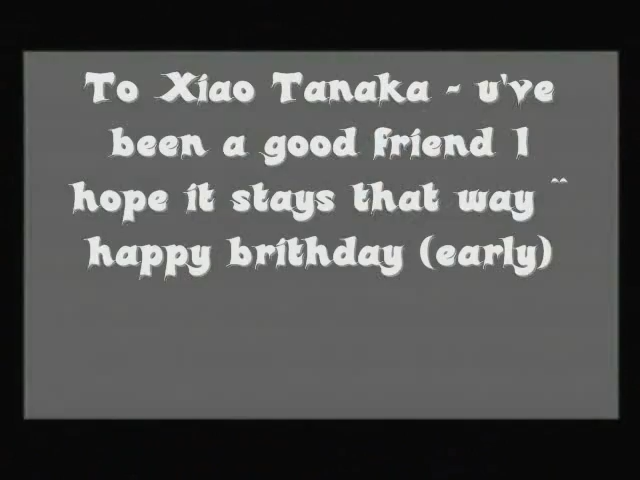 To Xiao Tanaka - u've
been a good friend I
hope it stays that way ^^
happy brithday (early)